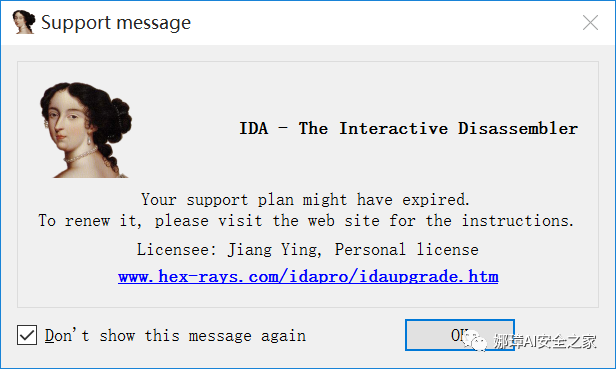 Support message
IDA - The Interactive Disassembler
Your support plan might have expired.
To renew it, please visit the web site for the instructions.
Licensee: Jiang Ying, Personal license
www.hex-rays.com/idapro/idaupgrade.htm
Don't show this message again
OK
娜璋AI安全之家